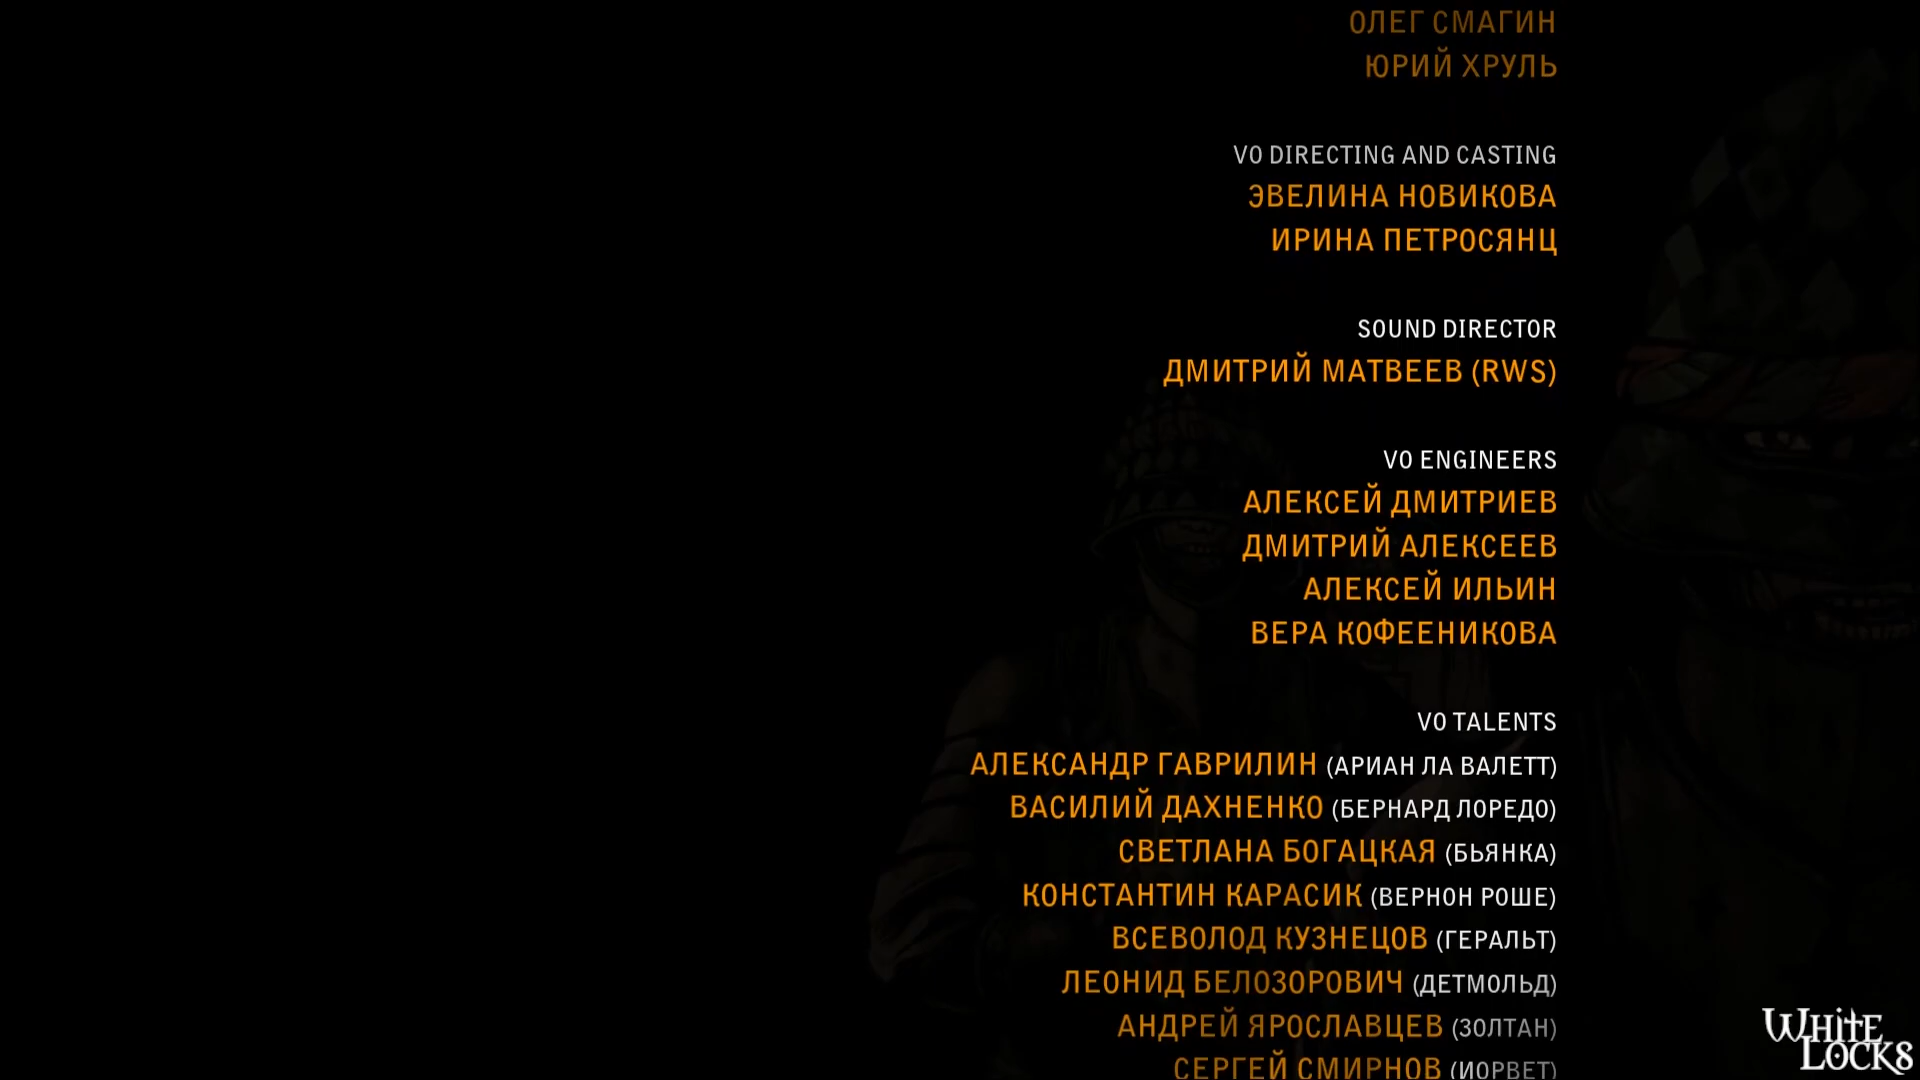 ОЛЕГ СМАГИН
ЮРИЙ ХРУЛЬ
VO DIRECTING AND CASTING
ЭВЕЛИНА НОВИКОВА
ИРИНА ПЕТРОСЯНЦ
SOUND DIRECTOR
ДМИТРИЙ МАТВЕЕВ (RWS)
VO ENGINEERS
АЛЕКСЕЙ ДМИТРИЕВ
ДМИТРИЙ АЛЕКСЕЕВ
АЛЕКСЕЙ ИЛЬИН
ВЕРА КОФЕЕНИКОВА
VO TALENTS
АЛЕКСАНДР ГАВРИЛИН (АРИАН ЛА ВАЛЕТТ)
ВАСИЛИЙ ДАХНЕНКО (БЕРНАРД ЛОРЕДО)
СВЕТЛАНА БОГАЦКАЯ (БЬЯНКА)
КОНСТАНТИН КАРАСИК (ВЕРНОН РОШЕ)
ВСЕВОЛОД КУЗНЕЦОВ (ГЕРАЛЬТ)
ЛЕОНИД БЕЛОЗОРОВИЧ (ДЕТМОЛЬД)
АНДРЕЙ ЯРОСЛАВЦЕВ (ЗОЛТАН)
СЕРГЕЙ СМИРНОВ (ИОРВЕТ)
WHITE
LOCKS